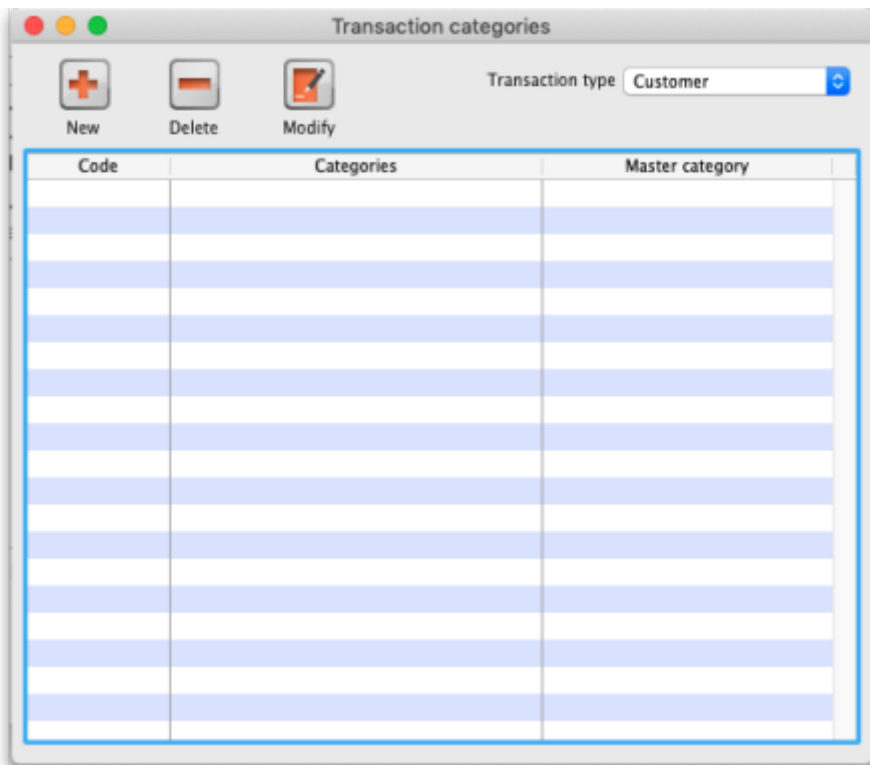 Transaction categories
Transaction type Customer
New Delete Modify
Code Categories Master category